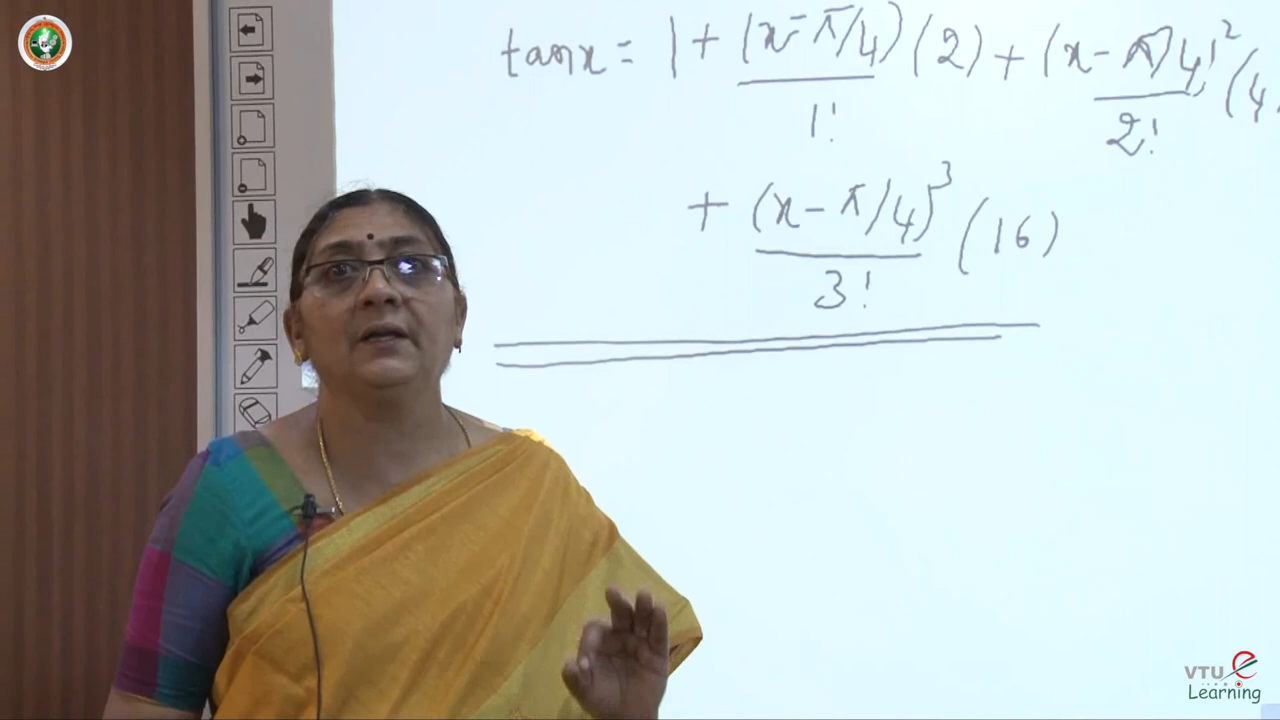 tan x = 1 + (x - π/4)/1! (2) + (x - π/4)²/2! (4
+ (x - π/4)³/3! (16)
VTU e
Learning